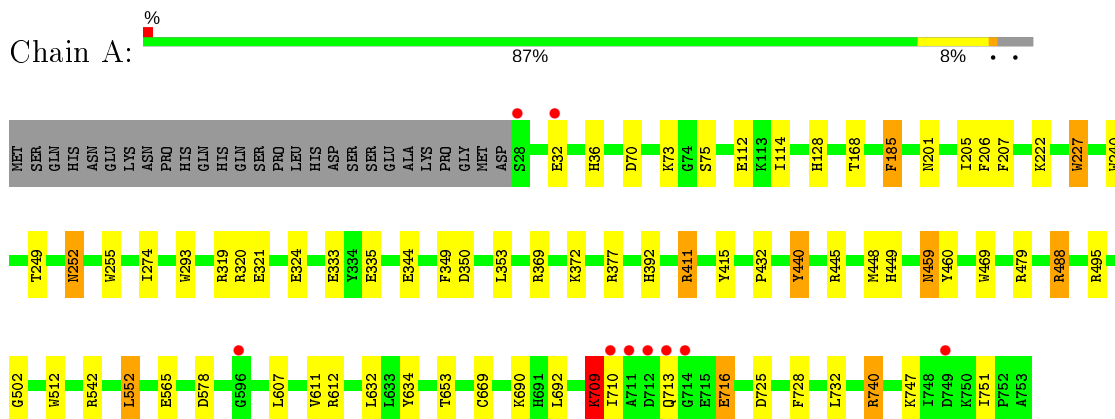 %
Chain A:
87% 8% • •
MET SER GLN HIS ASN GLU LYS ASN PRO HIS GLN HIS GLN SER PRO LEU HIS ASP SER SER GLU ALA LYS PRO GLY MET ASP S28 E32 H36 D70 K73 G74 S75 E112 K113 I114 H128 T168 F185 N201 I205 F206 F207 K222 W227 W240
T249 N252 W255 I274 W293 R319 R320 E321 E324 E333 Y334 E335 E344 F349 D350 L353 R369 K372 R377 H392 R411 Y415 P432 Y440 R445 M448 H449 N459 Y460 W469 R479 R488 R495
G502 W512 R542 L552 E565 D578 G596 L607 V611 R612 L632 L633 Y634 T653 C669 K690 H691 L692 K709 I710 A711 D712 Q713 G714 E715 E716 D725 F728 L732 R740 K747 I748 D749 K750 I751 P752 A753